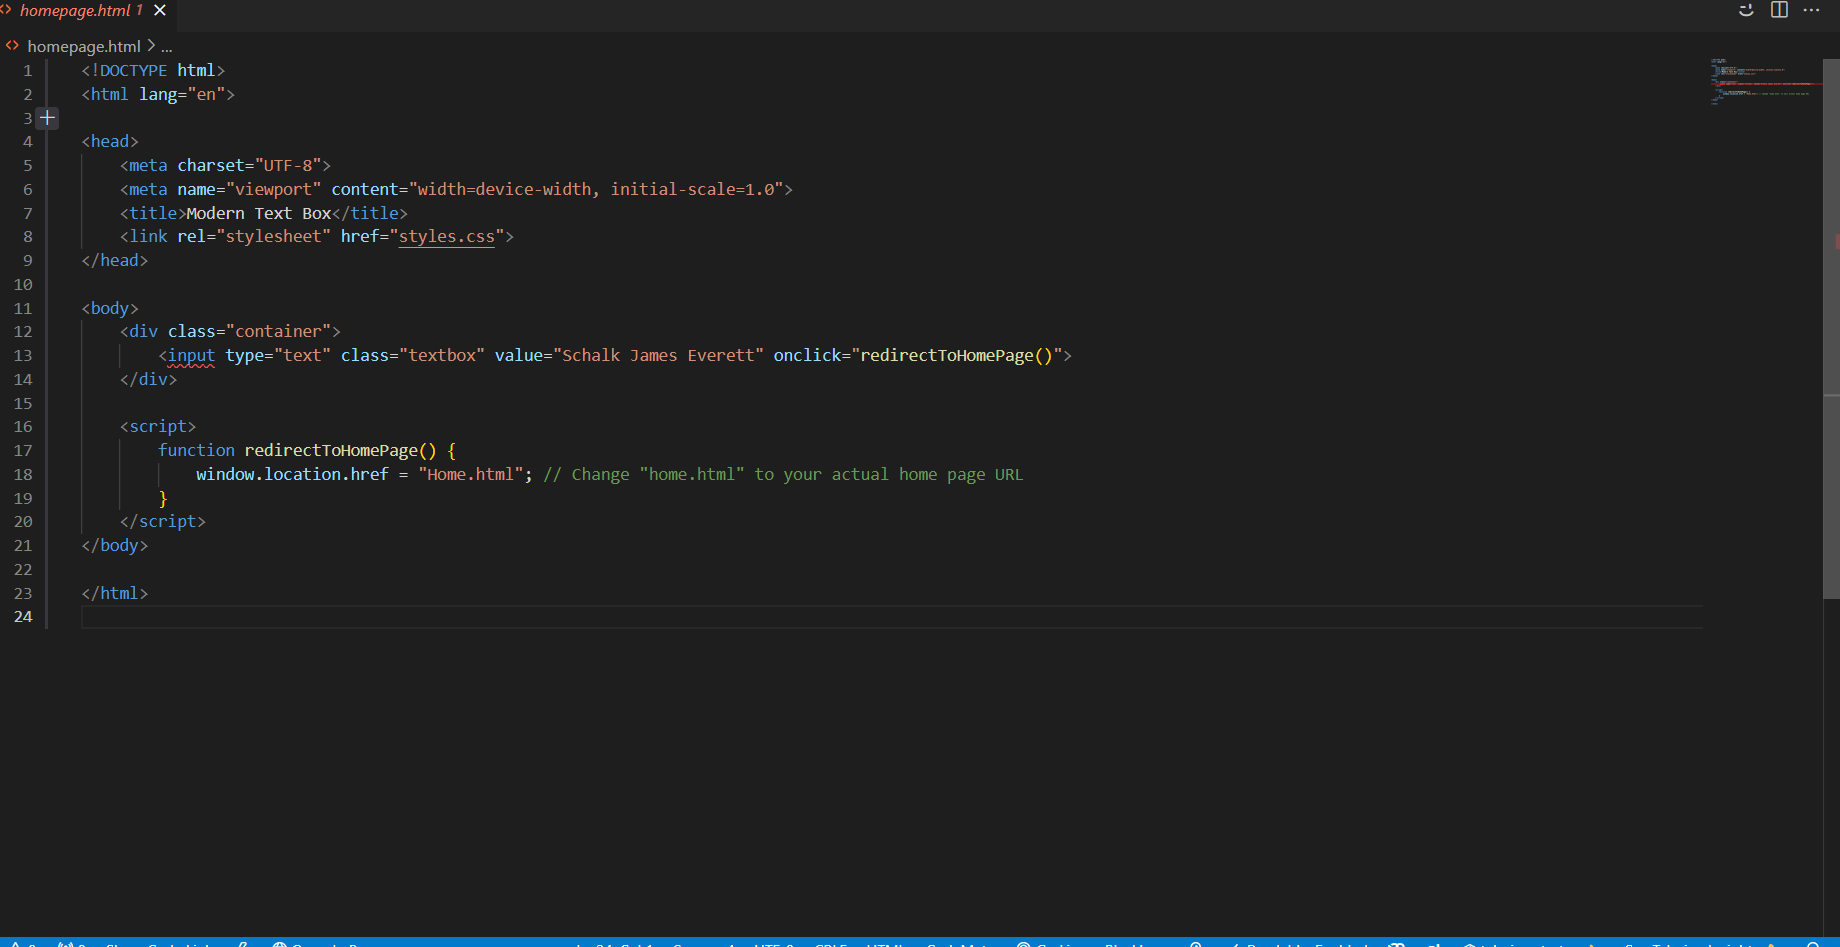 homepage.html 1
homepage.html > ...
1 <!DOCTYPE html>
2 <html lang="en">
3
4 <head>
5 <meta charset="UTF-8">
6 <meta name="viewport" content="width=device-width, initial-scale=1.0">
7 <title>Modern Text Box</title>
8 <link rel="stylesheet" href="styles.css">
9 </head>
10
11 <body>
12 <div class="container">
13 <input type="text" class="textbox" value="Schalk James Everett" onclick="redirectToHomePage()">
14 </div>
15
16 <script>
17 function redirectToHomePage() {
18 window.location.href = "Home.html"; // Change "home.html" to your actual home page URL
19 }
20 </script>
21 </body>
22
23 </html>
24